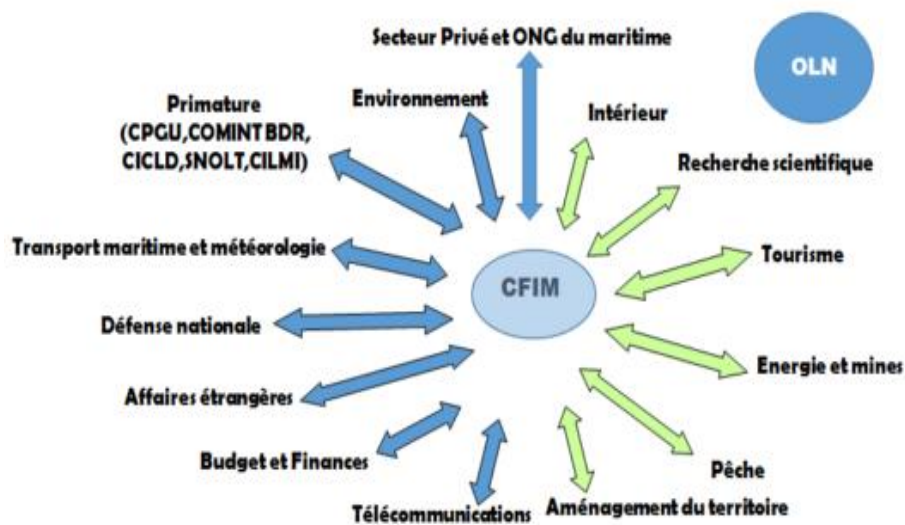 Secteur Privé et ONG du maritime
OLN
Environnement
Intérieur
Primature
(CPGU,COMINT BDR,
CICLD,SNOLT,CILMI)
Recherche scientifique
Transport maritime et météorologie
Tourisme
CFIM
Défense nationale
Energie et mines
Affaires étrangères
Budget et Finances
Pêche
Télécommunications
Aménagement du territoire